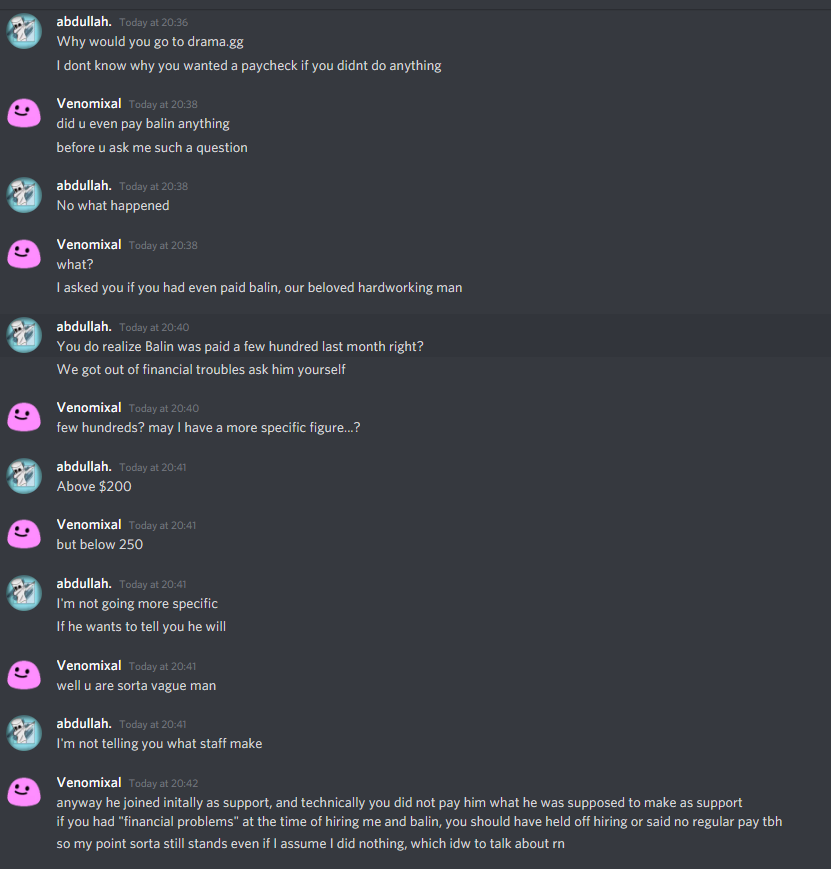 abdullah. Today at 20:36
Why would you go to drama.gg
I dont know why you wanted a paycheck if you didnt do anything
Venomixal Today at 20:38
did u even pay balin anything
before u ask me such a question
abdullah. Today at 20:38
No what happened
Venomixal Today at 20:38
what?
I asked you if you had even paid balin, our beloved hardworking man
abdullah. Today at 20:40
You do realize Balin was paid a few hundred last month right?
We got out of financial troubles ask him yourself
Venomixal Today at 20:40
few hundreds? may I have a more specific figure...?
abdullah. Today at 20:41
Above $200
Venomixal Today at 20:41
but below 250
abdullah. Today at 20:41
I'm not going more specific
If he wants to tell you he will
Venomixal Today at 20:41
well u are sorta vague man
abdullah. Today at 20:41
I'm not telling you what staff make
Venomixal Today at 20:42
anyway he joined initally as support, and technically you did not pay him what he was supposed to make as support
if you had "financial problems" at the time of hiring me and balin, you should have held off hiring or said no regular pay tbh
so my point sorta still stands even if I assume I did nothing, which idw to talk about rn